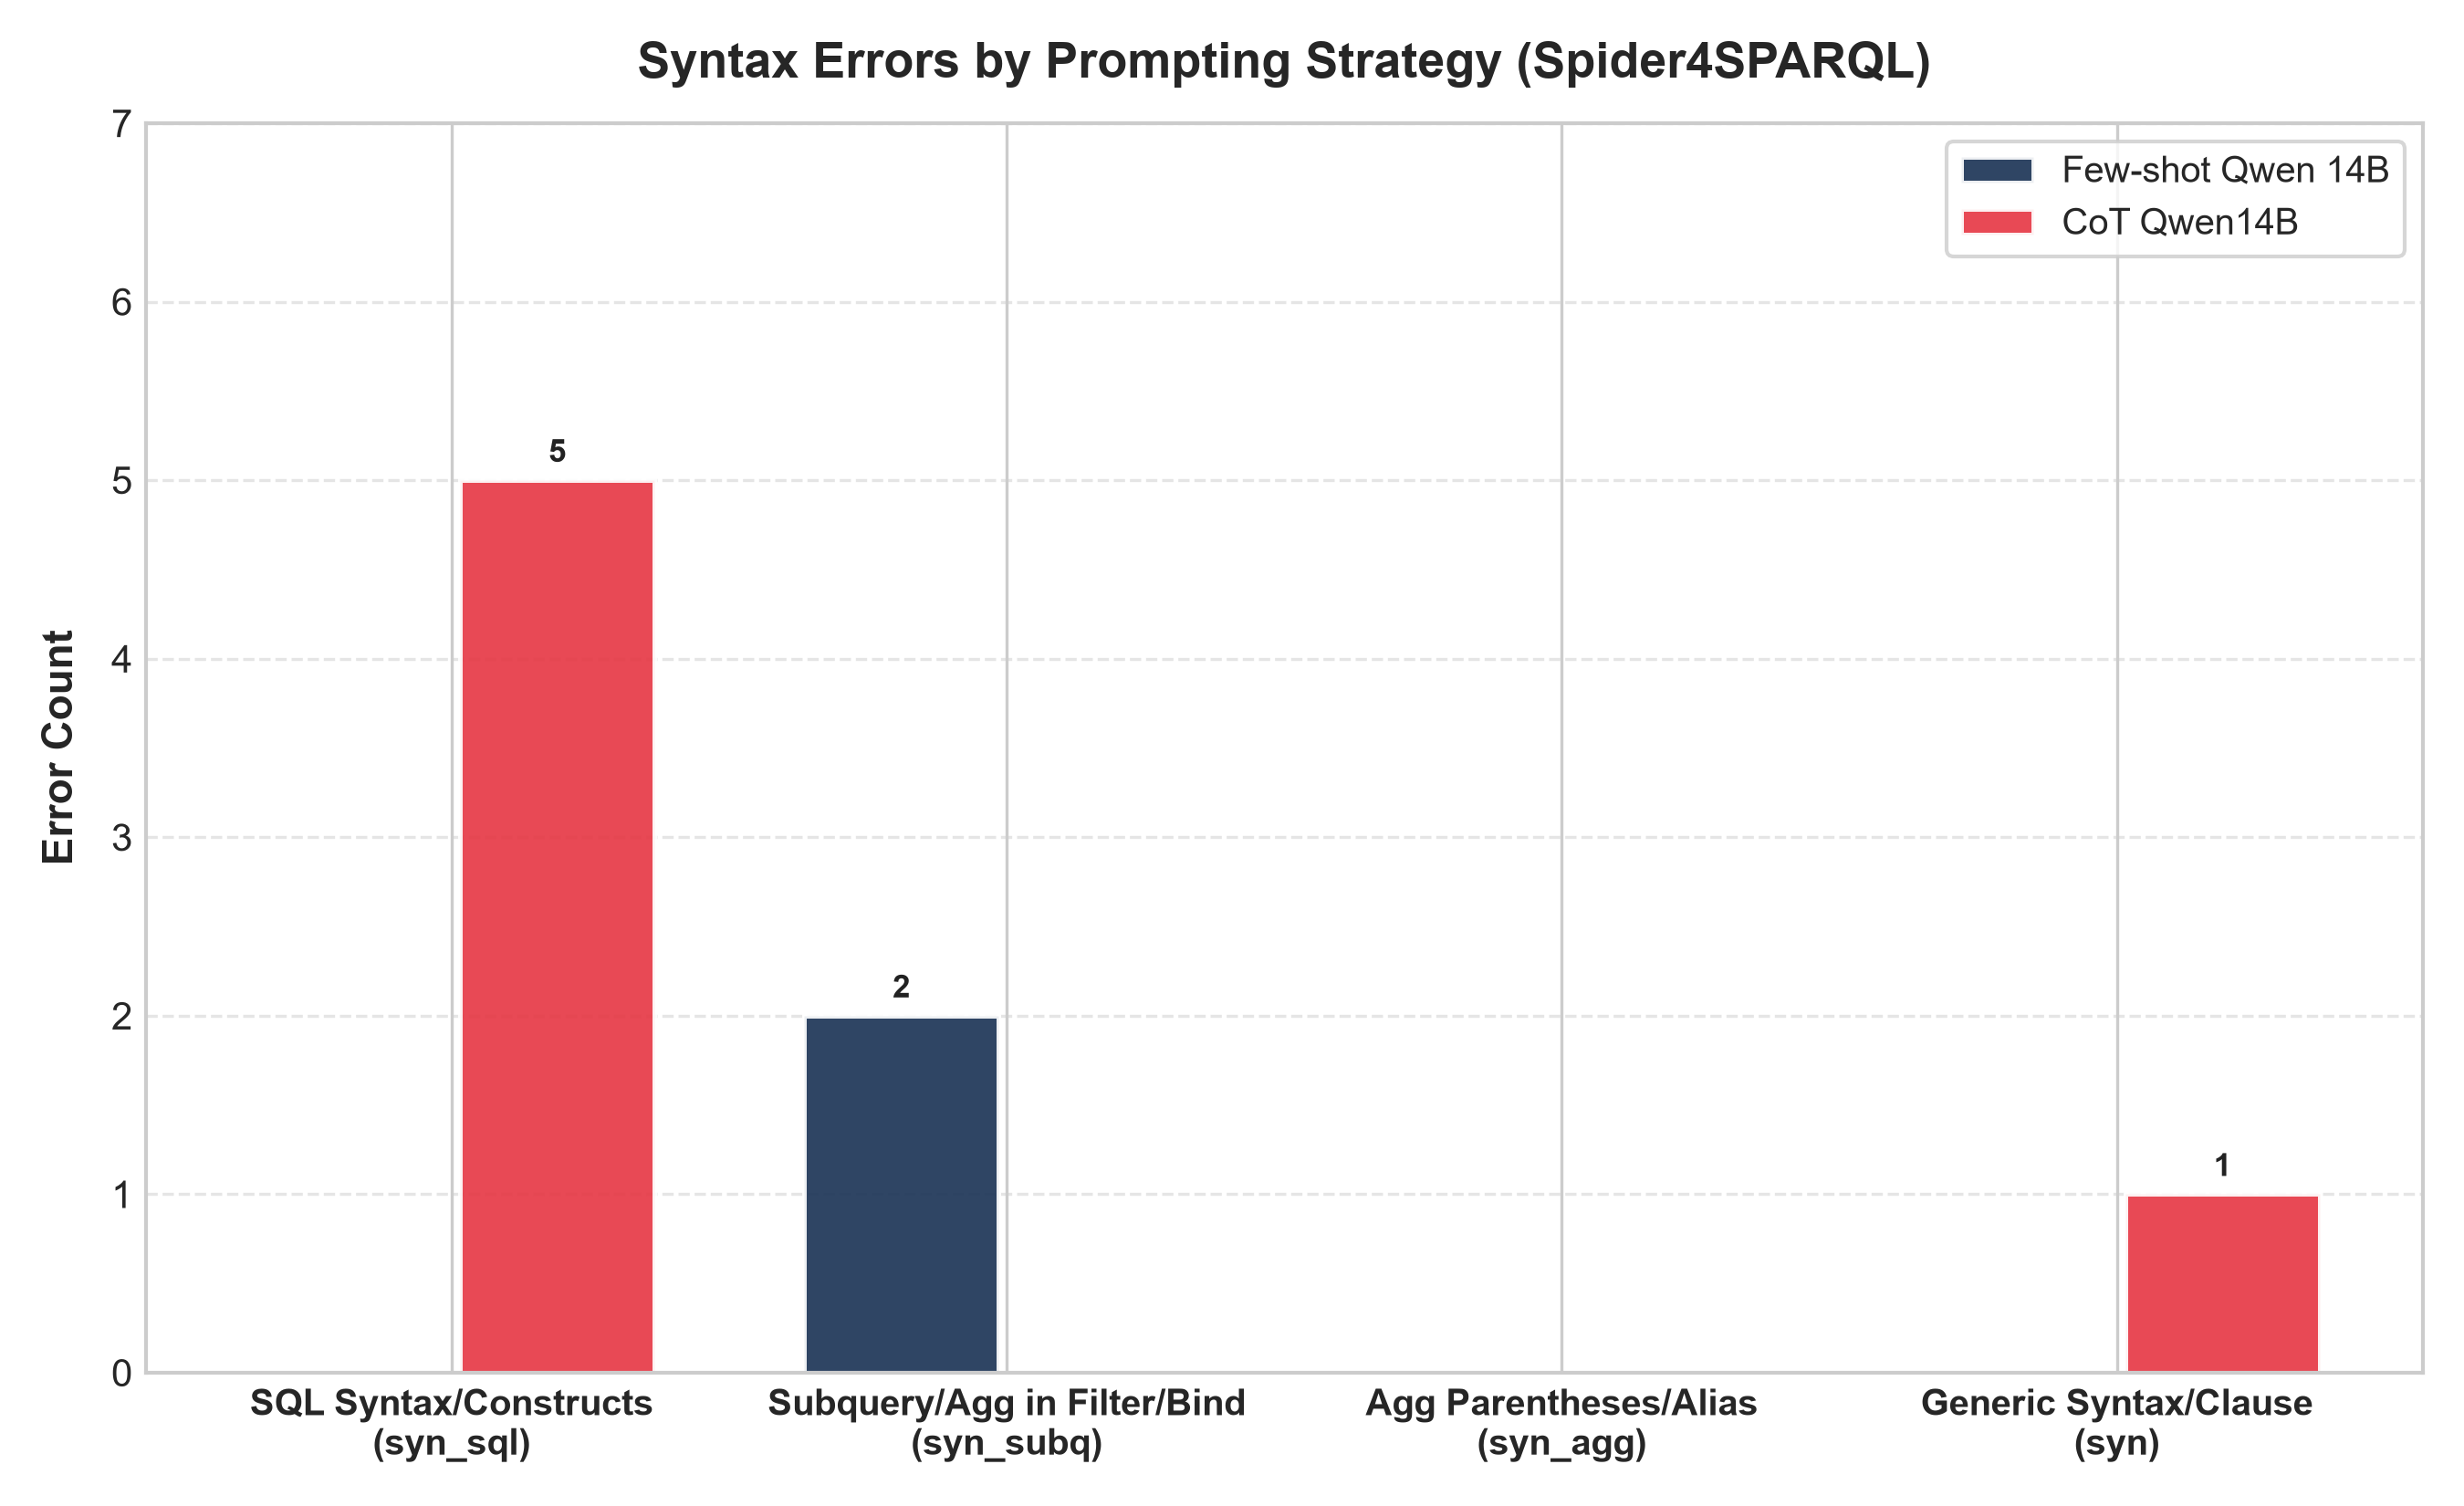 Syntax Errors by Prompting Strategy (Spider4SPARQL)
Few-shot Qwen 14B
CoT Qwen14B
Error Count
7
6
5
4
3
2
1
0
5
2
1
SQL Syntax/Constructs
(syn_sql)
Subquery/Agg in Filter/Bind
(syn_subq)
Agg Parentheses/Alias
(syn_agg)
Generic Syntax/Clause
(syn)